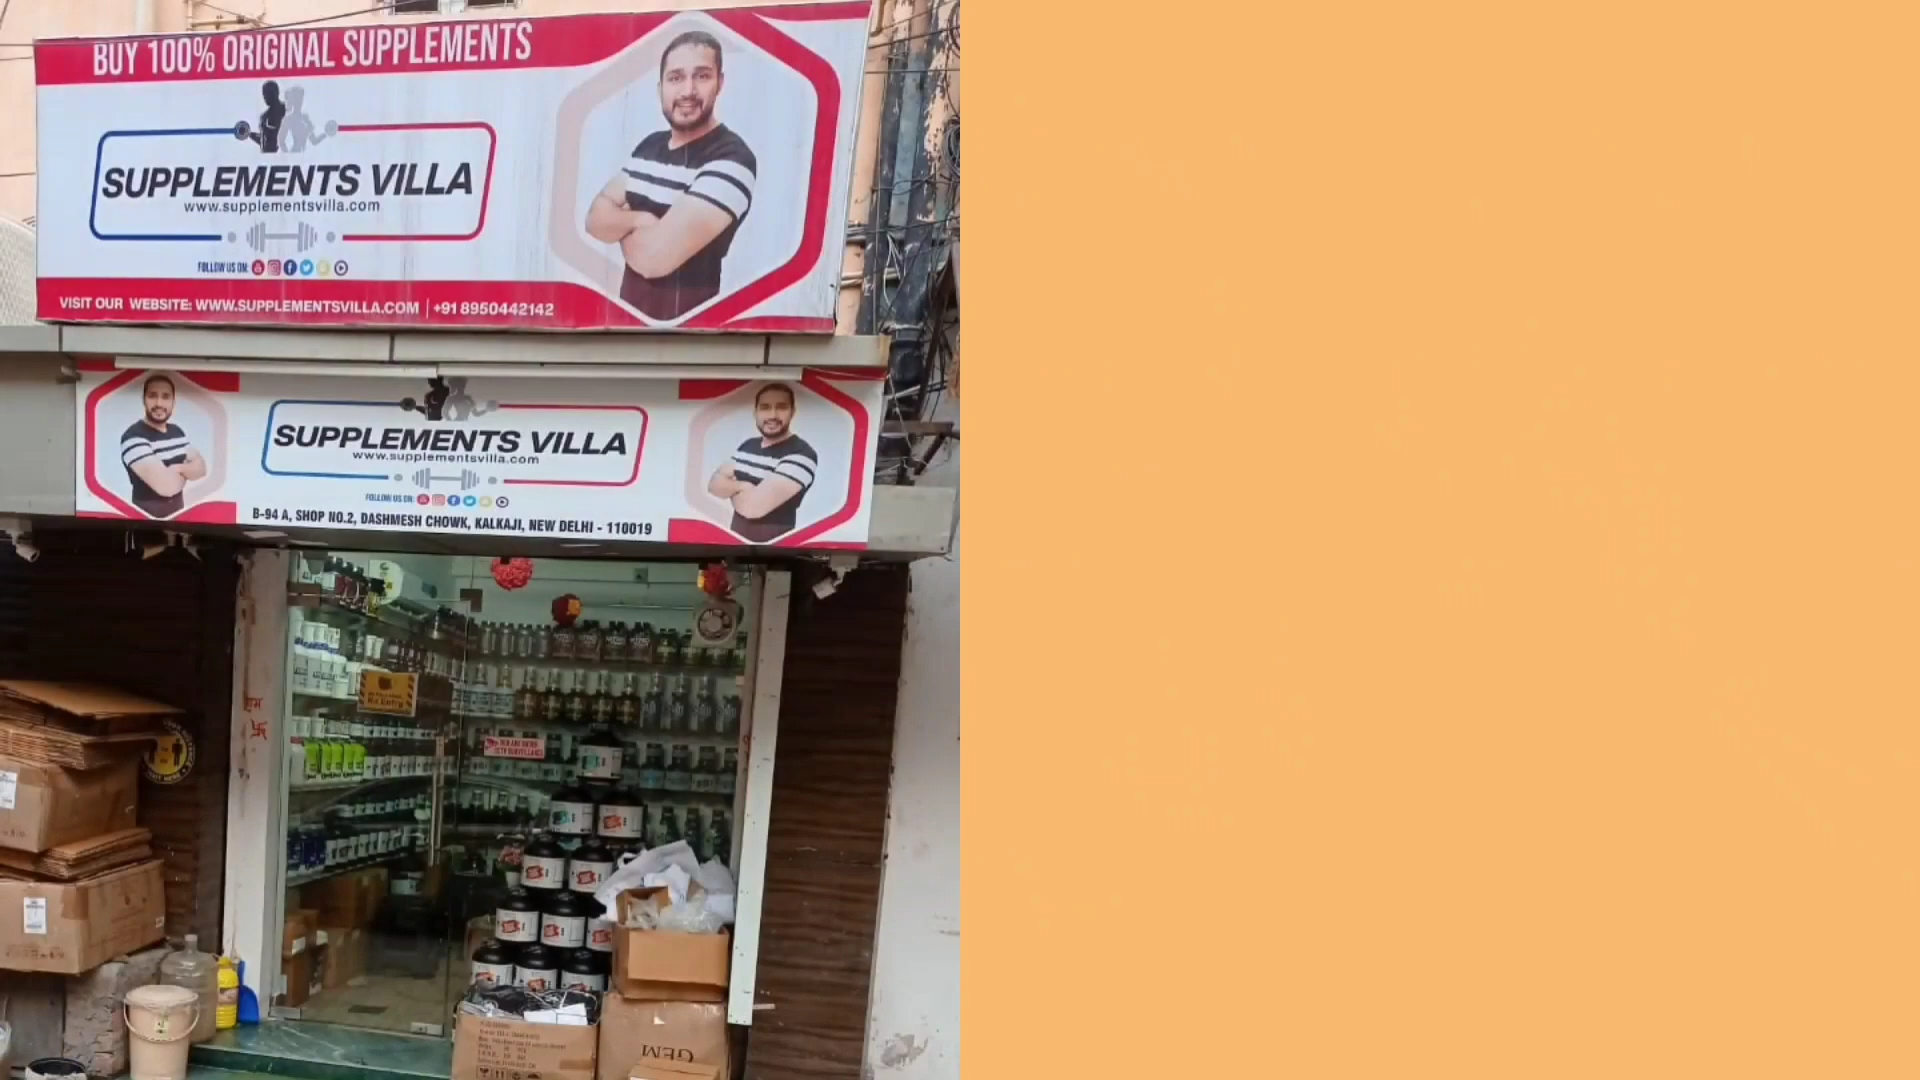 BUY 100% ORIGINAL SUPPLEMENTS
SUPPLEMENTS VILLA
www.supplementsvilla.com
FOLLOW US ON:
VISIT OUR WEBSITE: WWW.SUPPLEMENTSVILLA.COM | +91 8950442142
SUPPLEMENTS VILLA
www.supplementsvilla.com
FOLLOW US ON:
B-94 A, SHOP NO.2, DASHMESH CHOWK, KALKAJI, NEW DELHI - 110019
No Entry
GEM